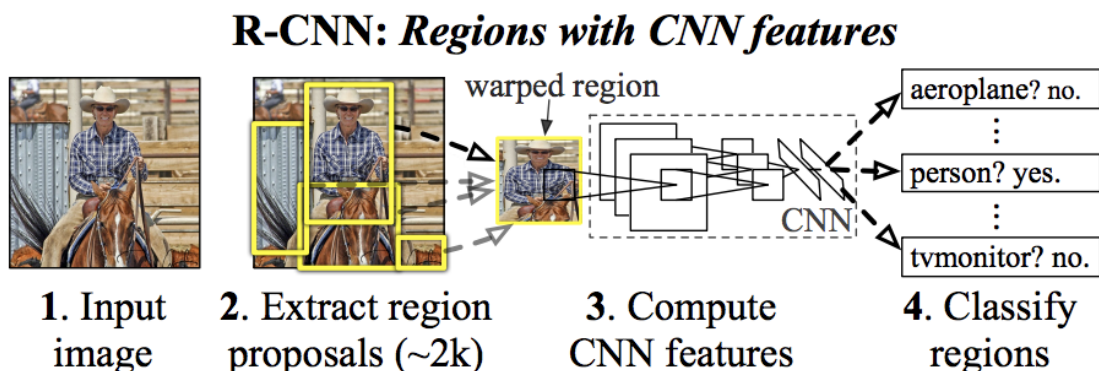 R-CNN: Regions with CNN features
warped region
aeroplane? no.
⋮
person? yes.
⋮
tvmonitor? no.
CNN
1. Input
image
2. Extract region
proposals (~2k)
3. Compute
CNN features
4. Classify
regions